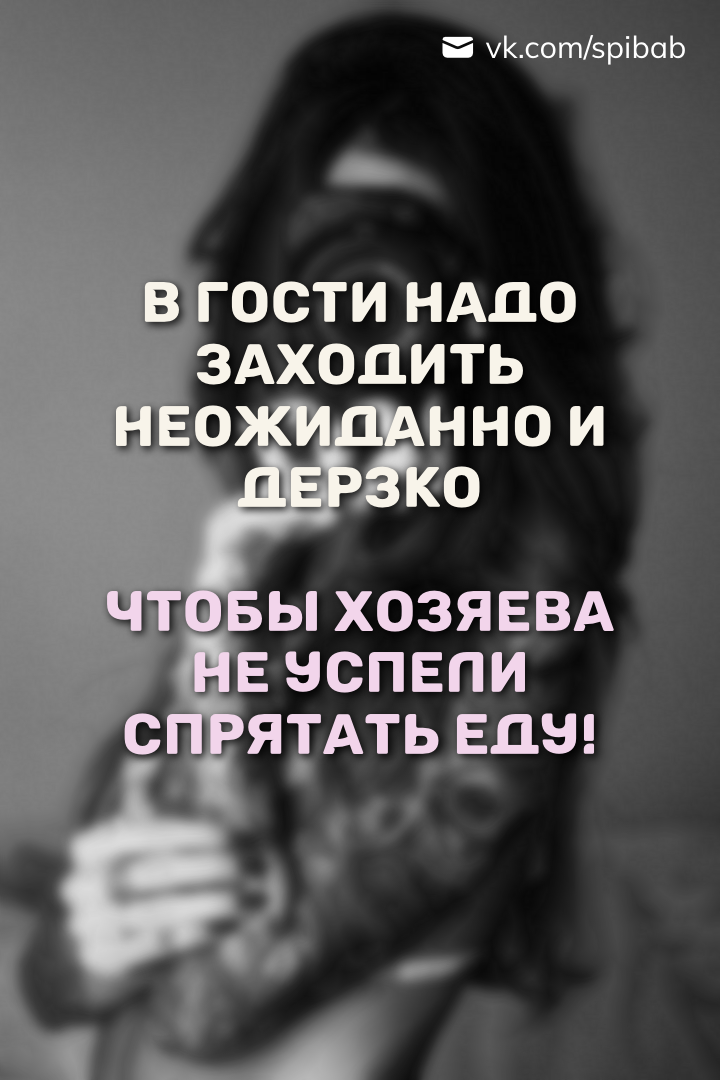 vk.com/spibab
В ГОСТИ НАДО
ЗАХОДИТЬ
НЕОЖИДАННО И
ДЕРЗКО
ЧТОБЫ ХОЗЯЕВА
НЕ УСПЕЛИ
СПРЯТАТЬ ЕДУ!